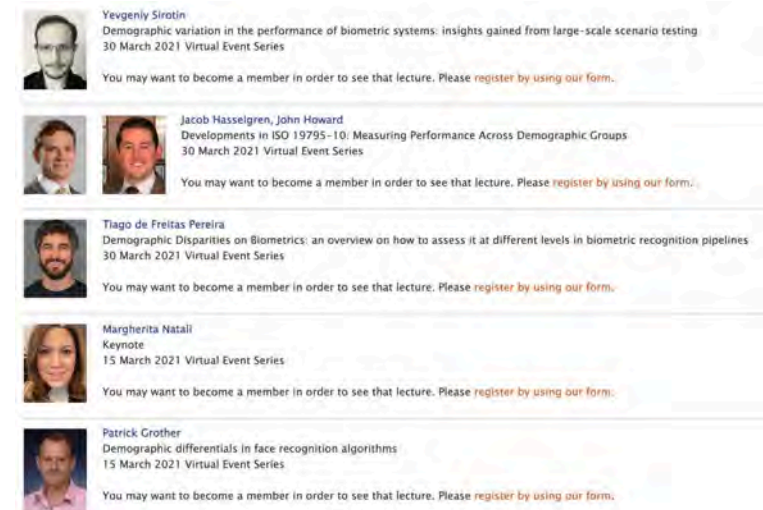 Yevgeniy Sirotin
Demographic variation in the performance of biometric systems: insights gained from large-scale scenario testing
30 March 2021 Virtual Event Series
You may want to become a member in order to see that lecture. Please register by using our form.
Jacob Hasselgren, John Howard
Developments in ISO 19795-10: Measuring Performance Across Demographic Groups
30 March 2021 Virtual Event Series
You may want to become a member in order to see that lecture. Please register by using our form.
Tiago de Freitas Pereira
Demographic Disparities on Biometrics: an overview on how to assess it at different levels in biometric recognition pipelines
30 March 2021 Virtual Event Series
You may want to become a member in order to see that lecture. Please register by using our form.
Margherita Natali
Keynote
15 March 2021 Virtual Event Series
You may want to become a member in order to see that lecture. Please register by using our form.
Patrick Grother
Demographic differentials in face recognition algorithms
15 March 2021 Virtual Event Series
You may want to become a member in order to see that lecture. Please register by using our form.